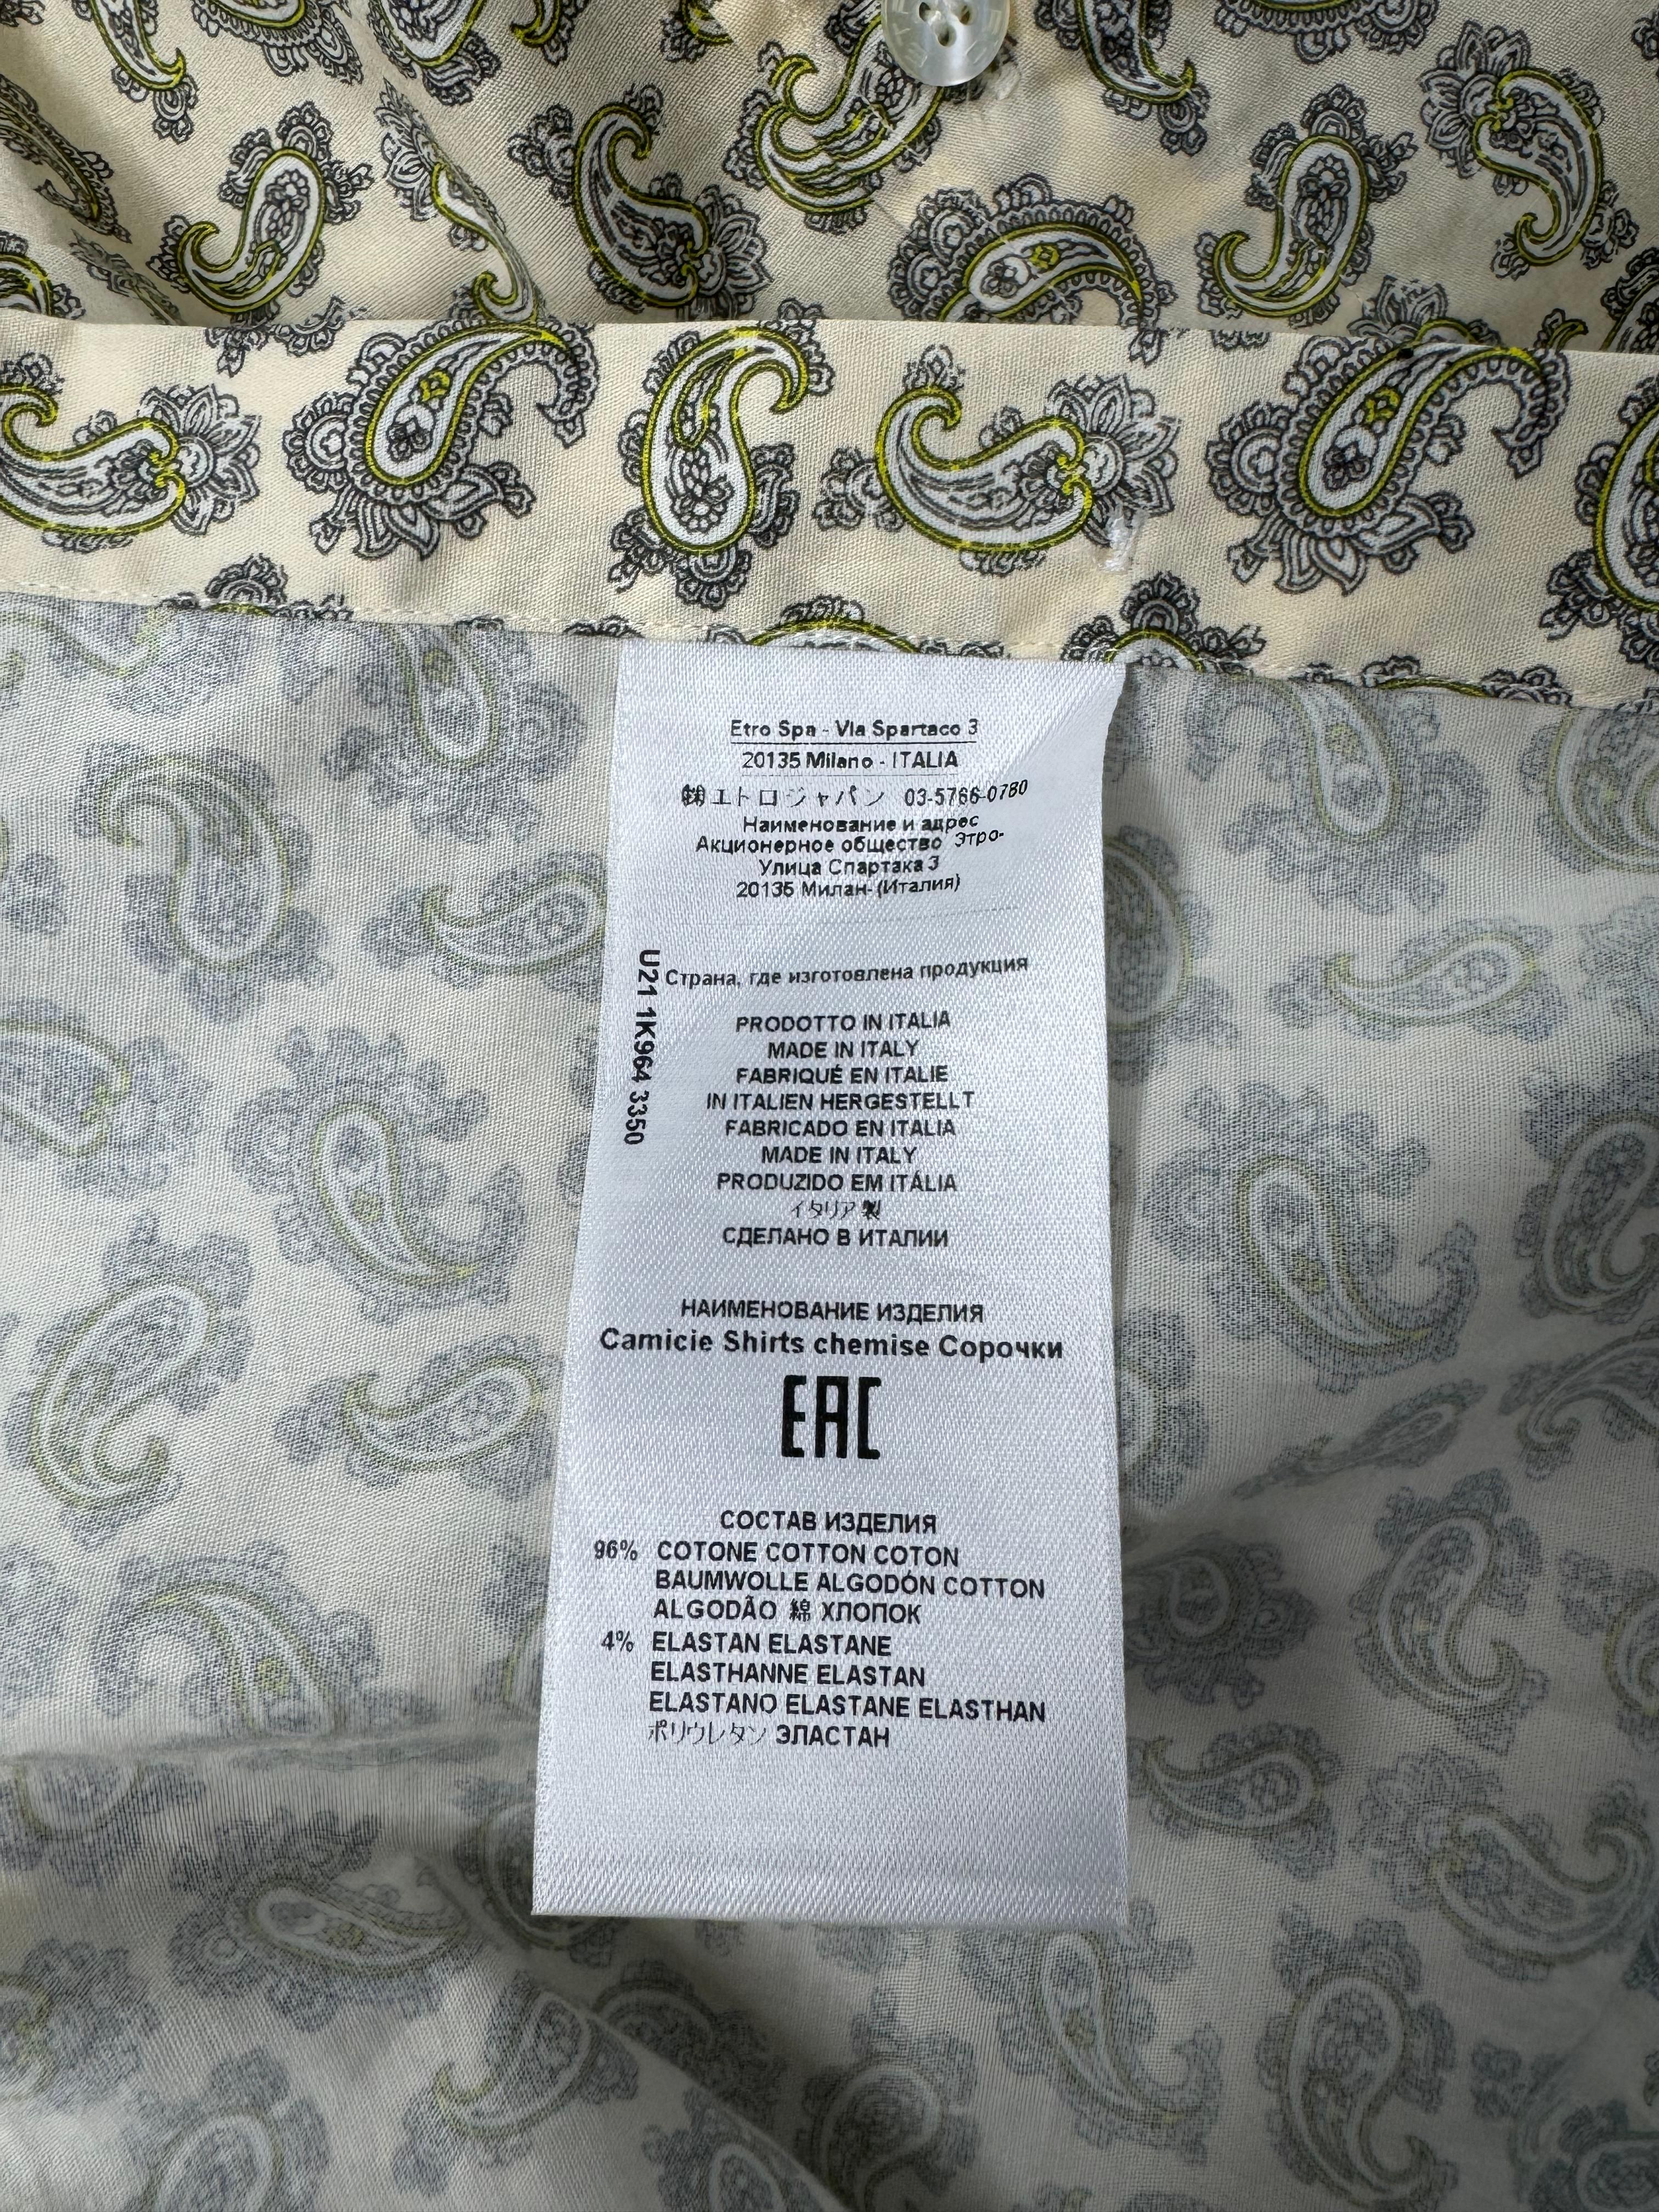 Etro Spa - Via Spartaco 3
20135 Milano - ITALIA
㈱エトロジャパン 03-5766-0780
Наименование и адрес
Акционерное общество Этро-
Улица Спартака 3
20135 Милан- (Италия)
U21 1K964 3350
Страна, где изготовлена продукция
PRODOTTO IN ITALIA
MADE IN ITALY
FABRIQUÉ EN ITALIE
IN ITALIEN HERGESTELLT
FABRICADO EN ITALIA
MADE IN ITALY
PRODUZIDO EM ITÁLIA
イタリア製
СДЕЛАНО В ИТАЛИИ
НАИМЕНОВАНИЕ ИЗДЕЛИЯ
Camicie Shirts chemise Сорочки
EAC
СОСТАВ ИЗДЕЛИЯ
96% COTONE COTTON COTON
BAUMWOLLE ALGODÓN COTTON
ALGODÃO 綿 ХЛОПОК
4% ELASTAN ELASTANE
ELASTHANNE ELASTAN
ELASTANO ELASTANE ELASTHAN
ポリウレタン ЭЛАСТАН